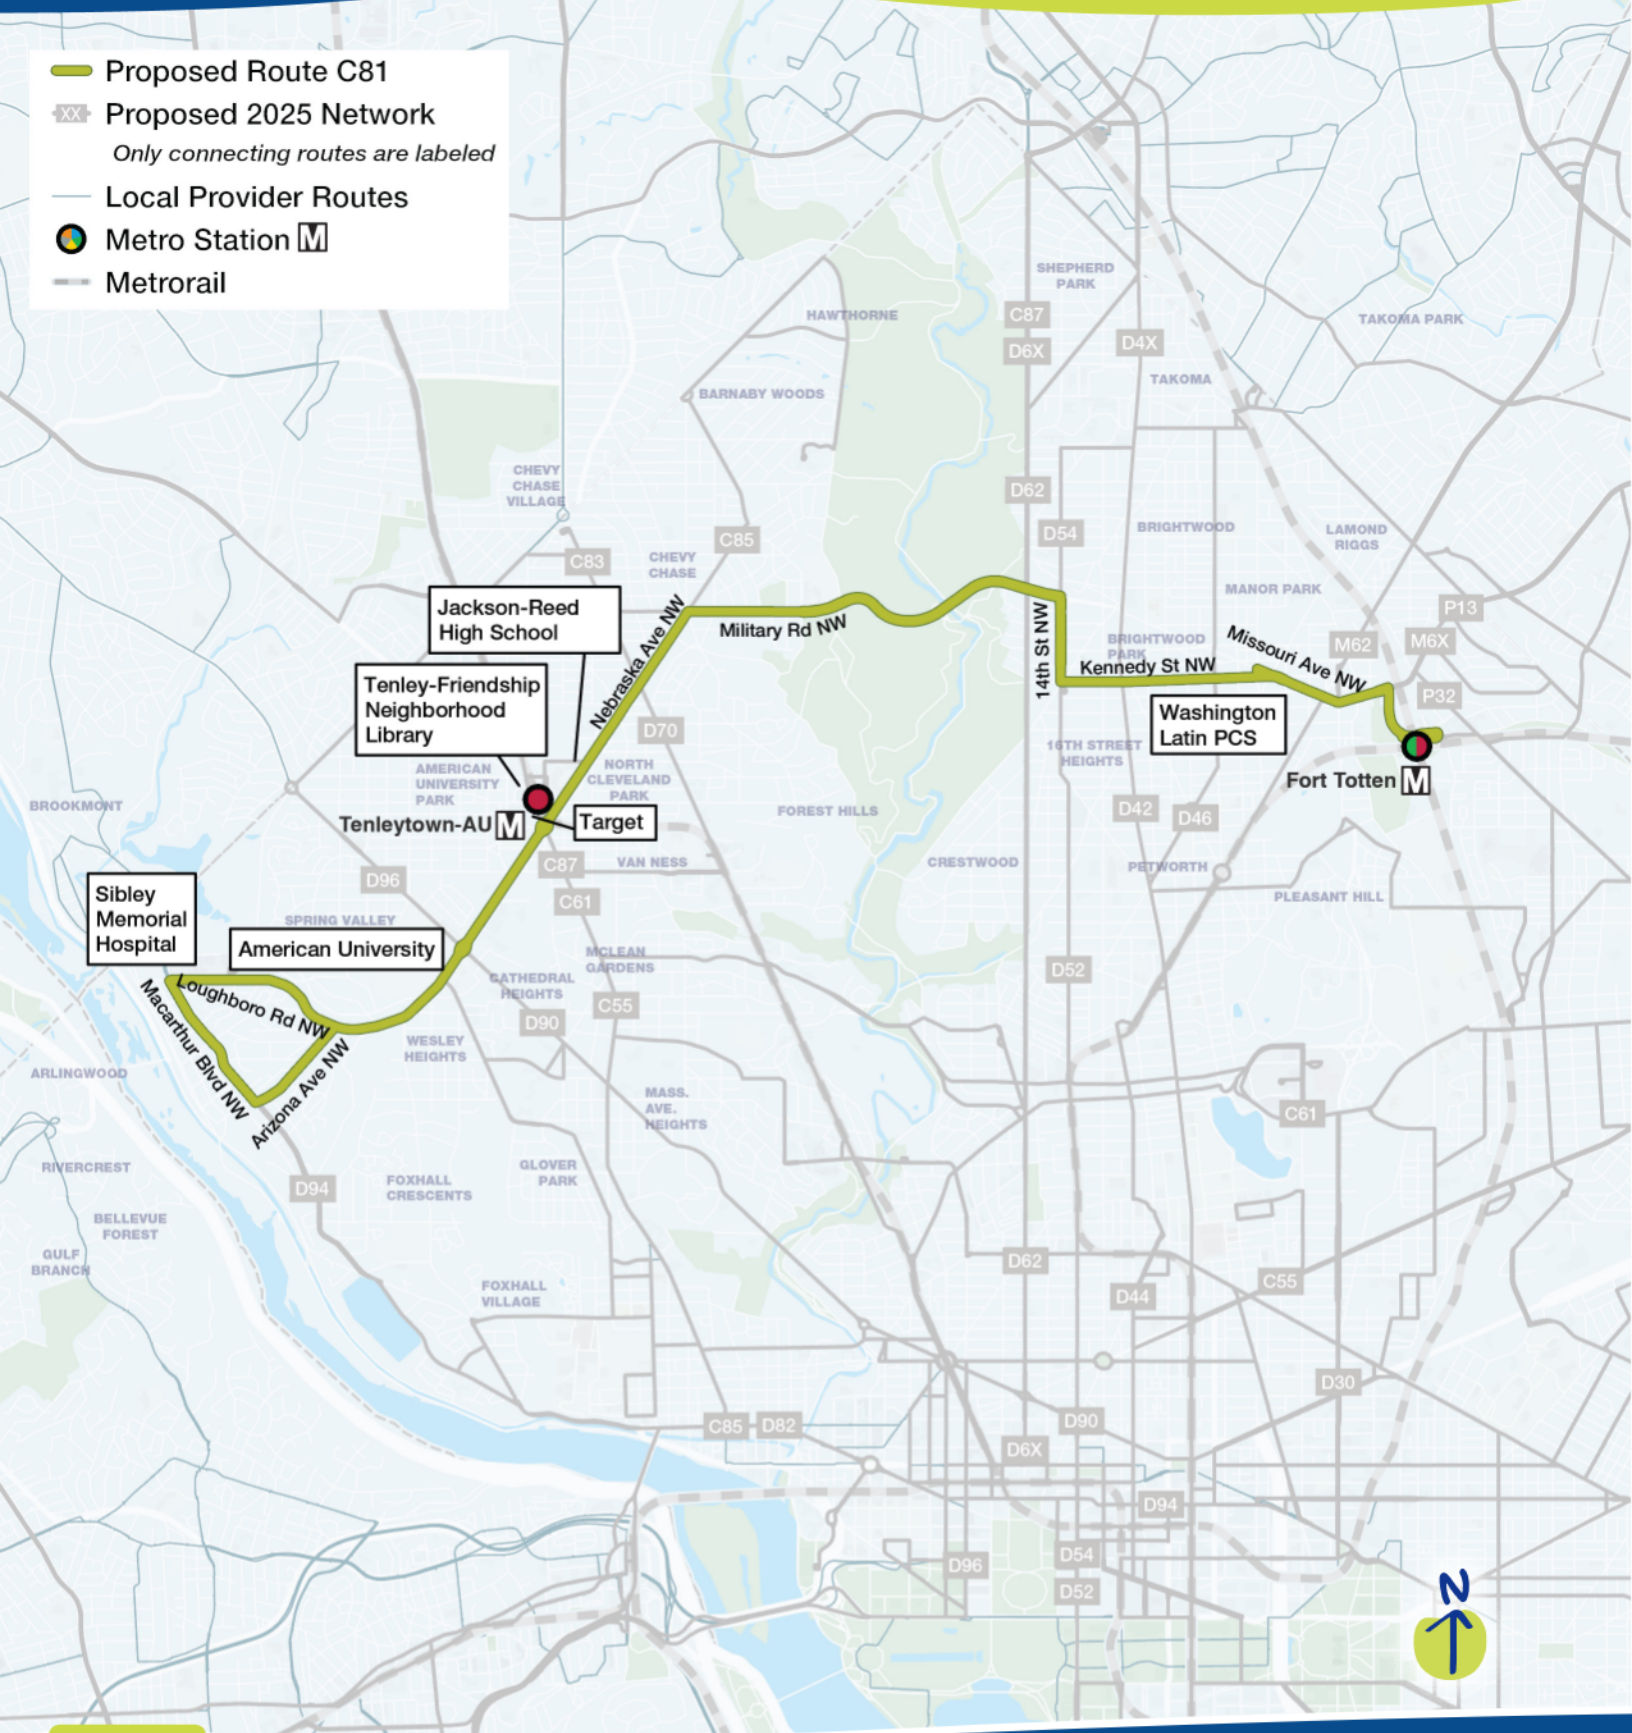 Proposed Route C81
XX Proposed 2025 Network
Only connecting routes are labeled
Local Provider Routes
Metro Station M
Metrorail
SHEPHERD
PARK
HAWTHORNE
C87
TAKOMA PARK
D6X
D4X
TAKOMA
BARNABY WOODS
CHEVY
CHASE
VILLAGE
D62
D54
BRIGHTWOOD
LAMOND
RIGGS
C85
C83
CHEVY
CHASE
MANOR PARK
Jackson-Reed
High School
P13
Nebraska Ave NW
Military Rd NW
14th St NW
BRIGHTWOOD
PARK
Missouri Ave NW
M62
M6X
Kennedy St NW
Tenley-Friendship
Neighborhood
Library
P32
Washington
Latin PCS
D70
16TH STREET
HEIGHTS
AMERICAN
UNIVERSITY
PARK
NORTH
CLEVELAND
PARK
Fort Totten M
BROOKMONT
FOREST HILLS
D42
D46
Tenleytown-AU M
Target
C87
VAN NESS
CRESTWOOD
PETWORTH
D96
C61
PLEASANT HILL
Sibley
Memorial
Hospital
SPRING VALLEY
American University
MCLEAN
GARDENS
D52
CATHEDRAL
HEIGHTS
C55
Loughboro Rd NW
Macarthur Blvd NW
D90
WESLEY
HEIGHTS
Arizona Ave NW
ARLINGWOOD
MASS.
AVE.
HEIGHTS
C61
RIVERCREST
D94
FOXHALL
CRESCENTS
GLOVER
PARK
BELLEVUE
FOREST
GULF
BRANCH
D62
C55
FOXHALL
VILLAGE
D44
D30
C85
D82
D90
D6X
D94
D96
D54
D52
N